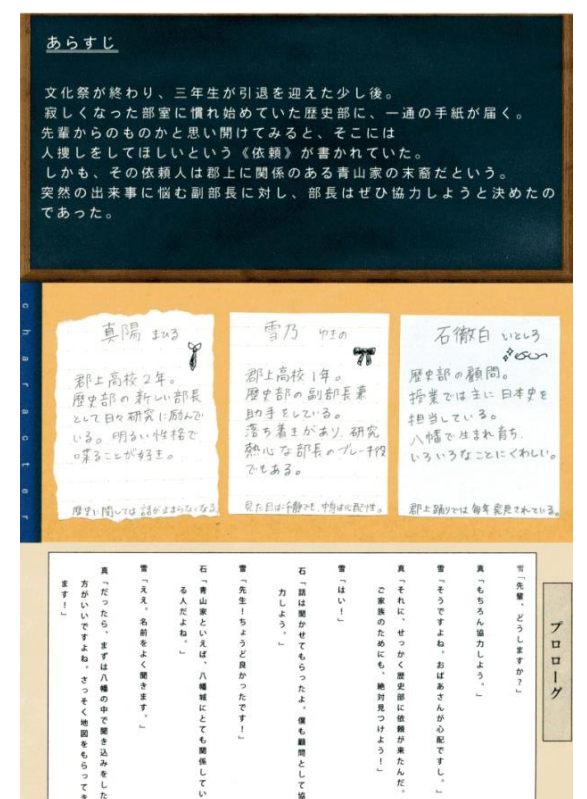 あらすじ
文化祭が終わり、三年生が引退を迎えた少し後。
寂しくなった部室に慣れ始めていた歴史部に、一通の手紙が届く。
先輩からのものかと思い開けてみると、そこには
人捜しをしてほしいという《依頼》が書かれていた。
しかも、その依頼人は郡上に関係のある青山家の末裔だという。
突然の出来事に悩む副部長に対し、部長はぜひ協力しようと決めたの
であった。
character
真陽 まひる
郡上高校2年。
歴史部の新しい部長
として日々研究に励んで
いる。明るい性格で
喋ることが好き。
歴史に関しては話が止まらなくなる
雪乃 ゆきの
郡上高校1年。
歴史部の副部長兼
助手をしている。
落ち着きがあり、研究
熱心な部長のブレーキ役
でもある。
見た目は冷静でも、中身は心配性。
石徹白 いとしろ
歴史部の顧問。
授業では主に日本史を
担当している。
八幡で生まれ育ち、
いろいろなことにくわしい。
郡上踊りでは毎年発見されている。
プロローグ
雪「先輩、どうしますか?」
真「もちろん協力しよう。」
雪「そうですよね、おばあさんが心配ですし。」
真「それに、せっかく歴史部に依頼が来たんだ。
ご家族のためにも、絶対見つけよう!」
雪「はい!」
石「話は聞かせてもらったよ。僕も顧問として協
力しよう。」
雪「先生!ちょうど良かったです!」
石「青山家といえば、八幡城にとても関係してい
る人だよね。」
雪「ええ。名前をよく聞きます。」
真「だったら、まずは八幡の中で聞き込みをした
方がいいですよね。さっそく地図をもらってき
ます!」